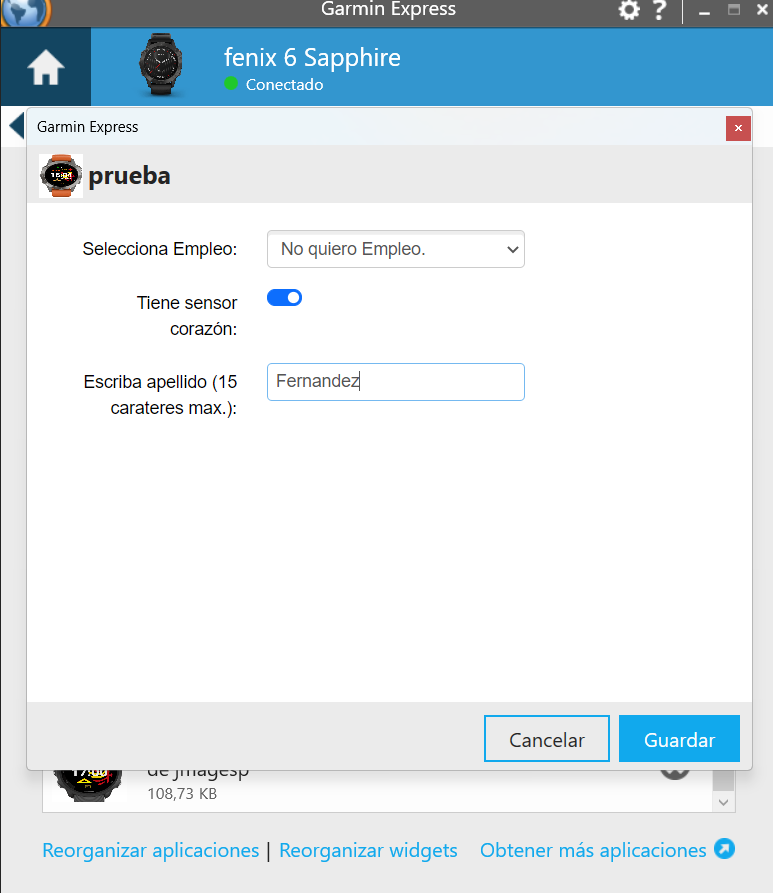 Garmin Express
fenix 6 Sapphire
Conectado
Garmin Express
prueba
Selecciona Empleo:
No quiero Empleo.
Tiene sensor
corazón:
Escriba apellido (15
carateres max.):
Fernandez
Cancelar
Guardar
de Jmagesp
108,73 KB
Reorganizar aplicaciones | Reorganizar widgets
Obtener más aplicaciones